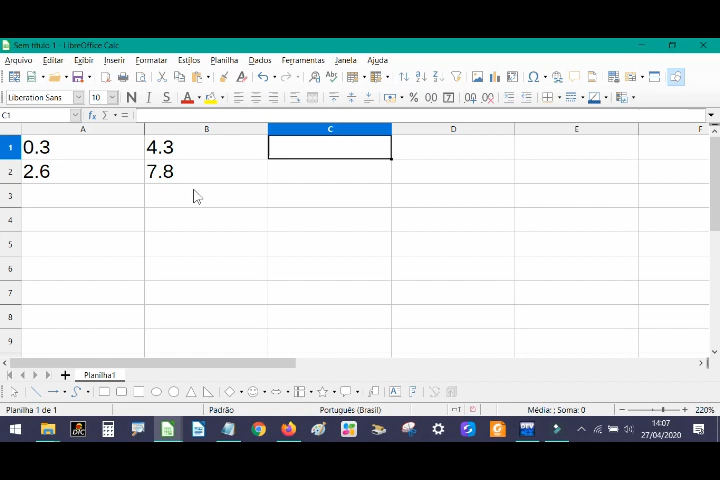 Sem título 1 - LibreOffice Calc
Arquivo Editar Exibir Inserir Formatar Estilos Planilha Dados Ferramentas Janela Ajuda
Liberation Sans 10 N I S A %
C1 fx Σ =
A B C D E F
1 0.3 4.3
2 2.6 7.8
3
4
5
6
7
8
9
Planilha1
Planilha 1 de 1 Padrão Português (Brasil) Média: ; Soma: 0 220%
14:07
27/04/2020